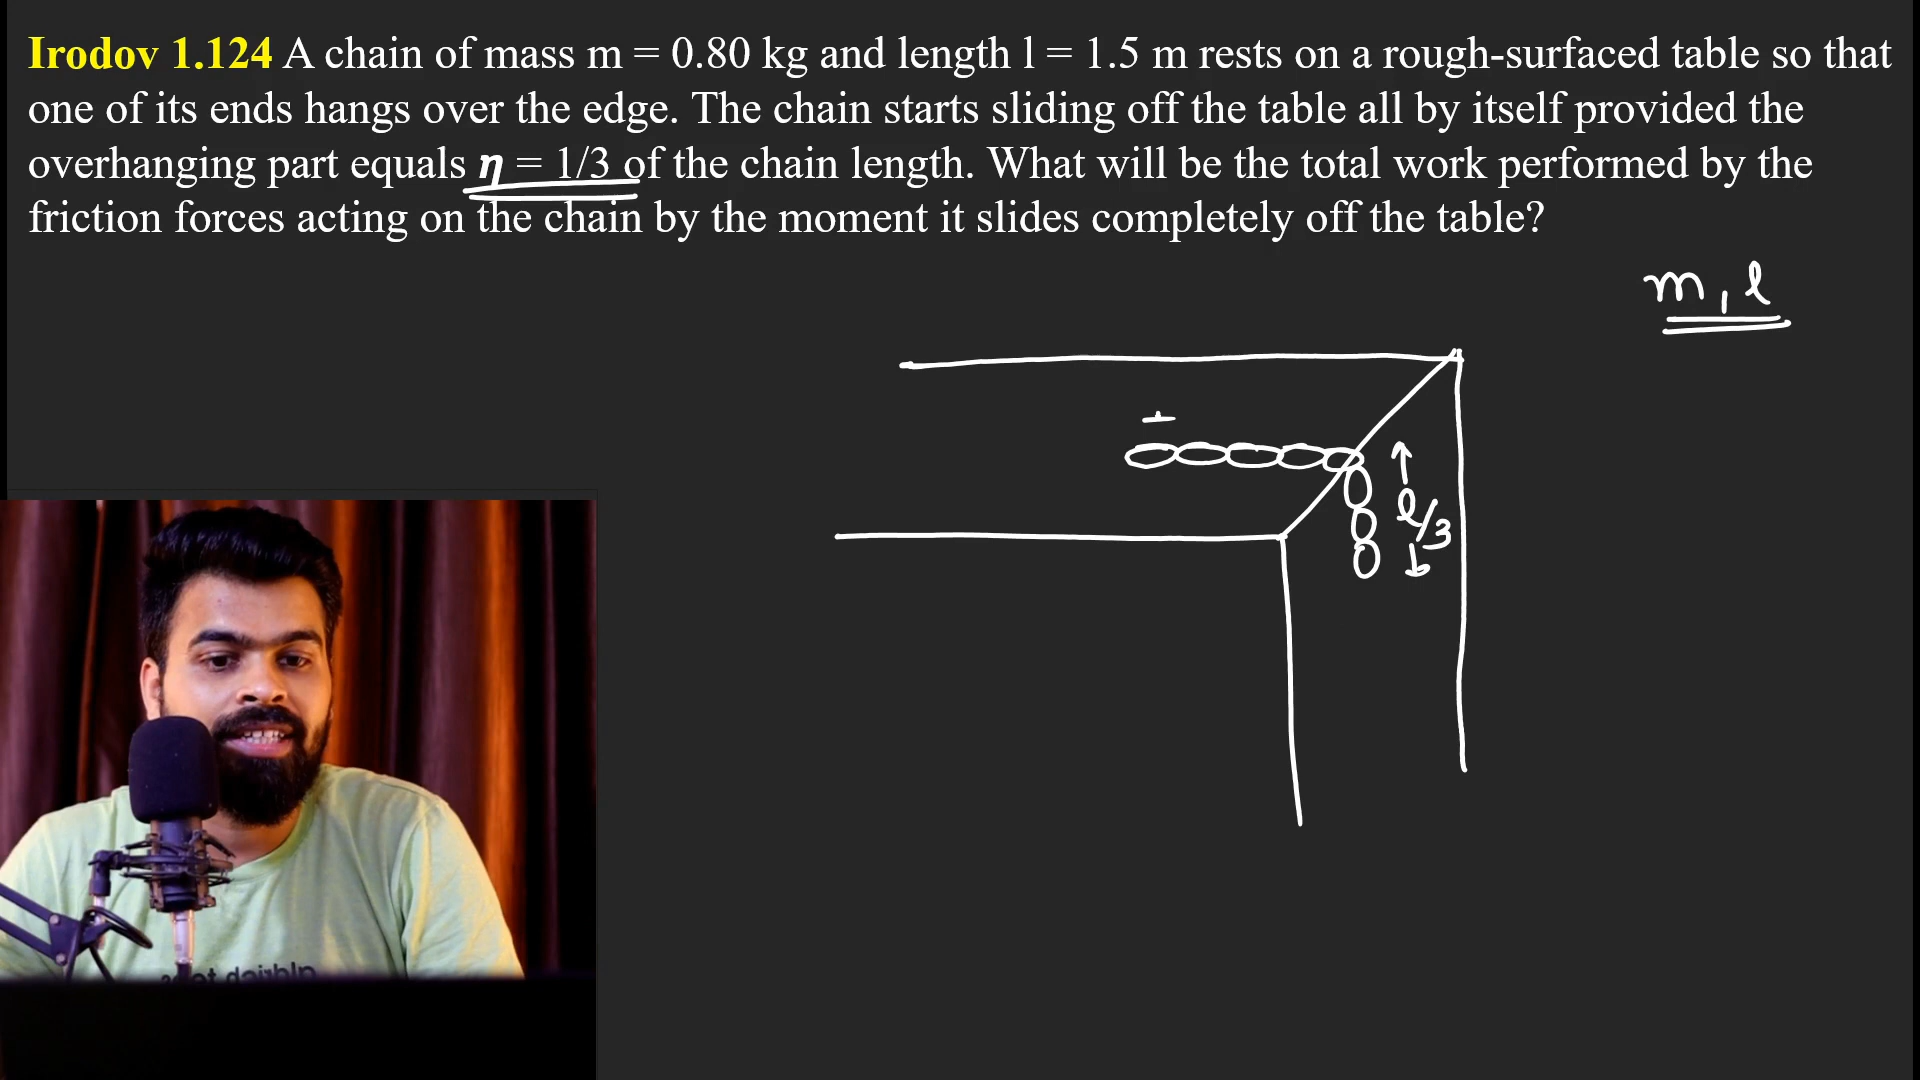 Irodov 1.124 A chain of mass m = 0.80 kg and length l = 1.5 m rests on a rough-surfaced table so that
one of its ends hangs over the edge. The chain starts sliding off the table all by itself provided the
overhanging part equals η = 1/3 of the chain length. What will be the total work performed by the
friction forces acting on the chain by the moment it slides completely off the table?
m, l
l/3